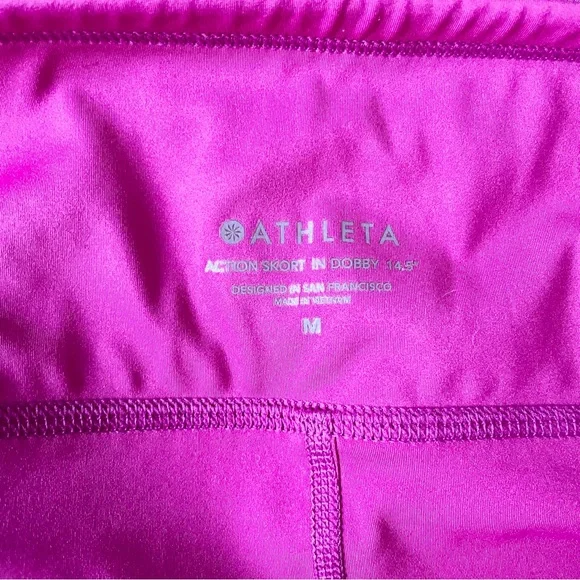 ATHLETA
ACTION SKORT IN DOBBY 14.5"
DESIGNED IN SAN FRANCISCO
MADE IN VIETNAM
M